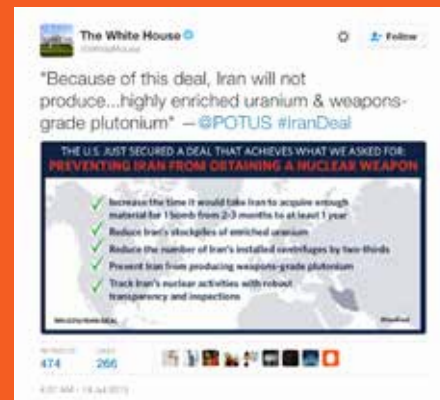 The White House
@WhiteHouse
Follow
"Because of this deal, Iran will not
produce...highly enriched uranium & weapons-
grade plutonium" —@POTUS #IranDeal
THE U.S. JUST SECURED A DEAL THAT ACHIEVES WHAT WE ASKED FOR:
PREVENTING IRAN FROM OBTAINING A NUCLEAR WEAPON
Increase the time it would take Iran to acquire enough
material for 1 bomb from 2-3 months to at least 1 year
Reduce Iran's stockpiles of enriched uranium
Reduce the number of Iran's installed centrifuges by two-thirds
Prevent Iran from producing weapons-grade plutonium
Track Iran's nuclear activities with robust
transparency and inspections
RETWEETS LIKES
474 266